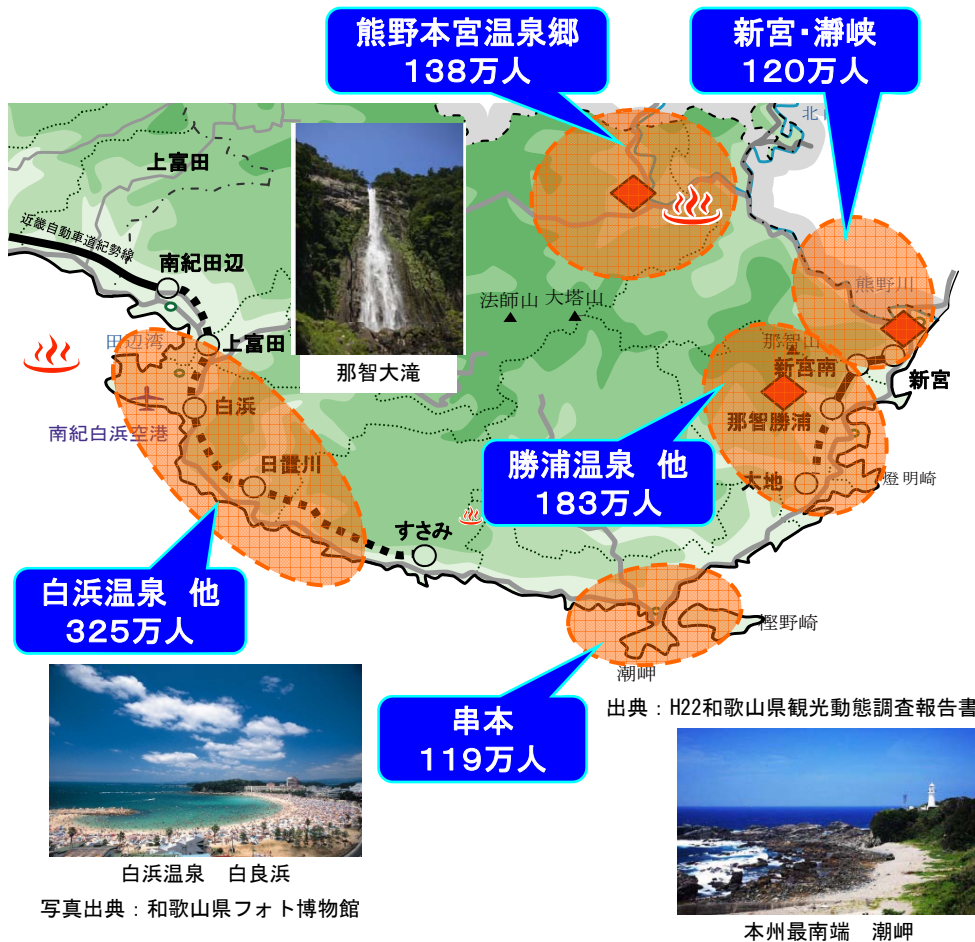 熊野本宮温泉郷
138万人
新宮・瀞峡
120万人
上富田
近畿自動車道紀勢線
南紀田辺
法師山
大塔山
熊野川
田辺湾
上富田
那智大滝
那智山
新宮南
新宮
白浜
南紀白浜空港
那智勝浦
日置川
勝浦温泉 他
183万人
太地
燈明崎
すさみ
白浜温泉 他
325万人
樫野崎
潮岬
出典：H22和歌山県観光動態調査報告書
串本
119万人
白浜温泉 白良浜
写真出典：和歌山県フォト博物館
本州最南端 潮岬